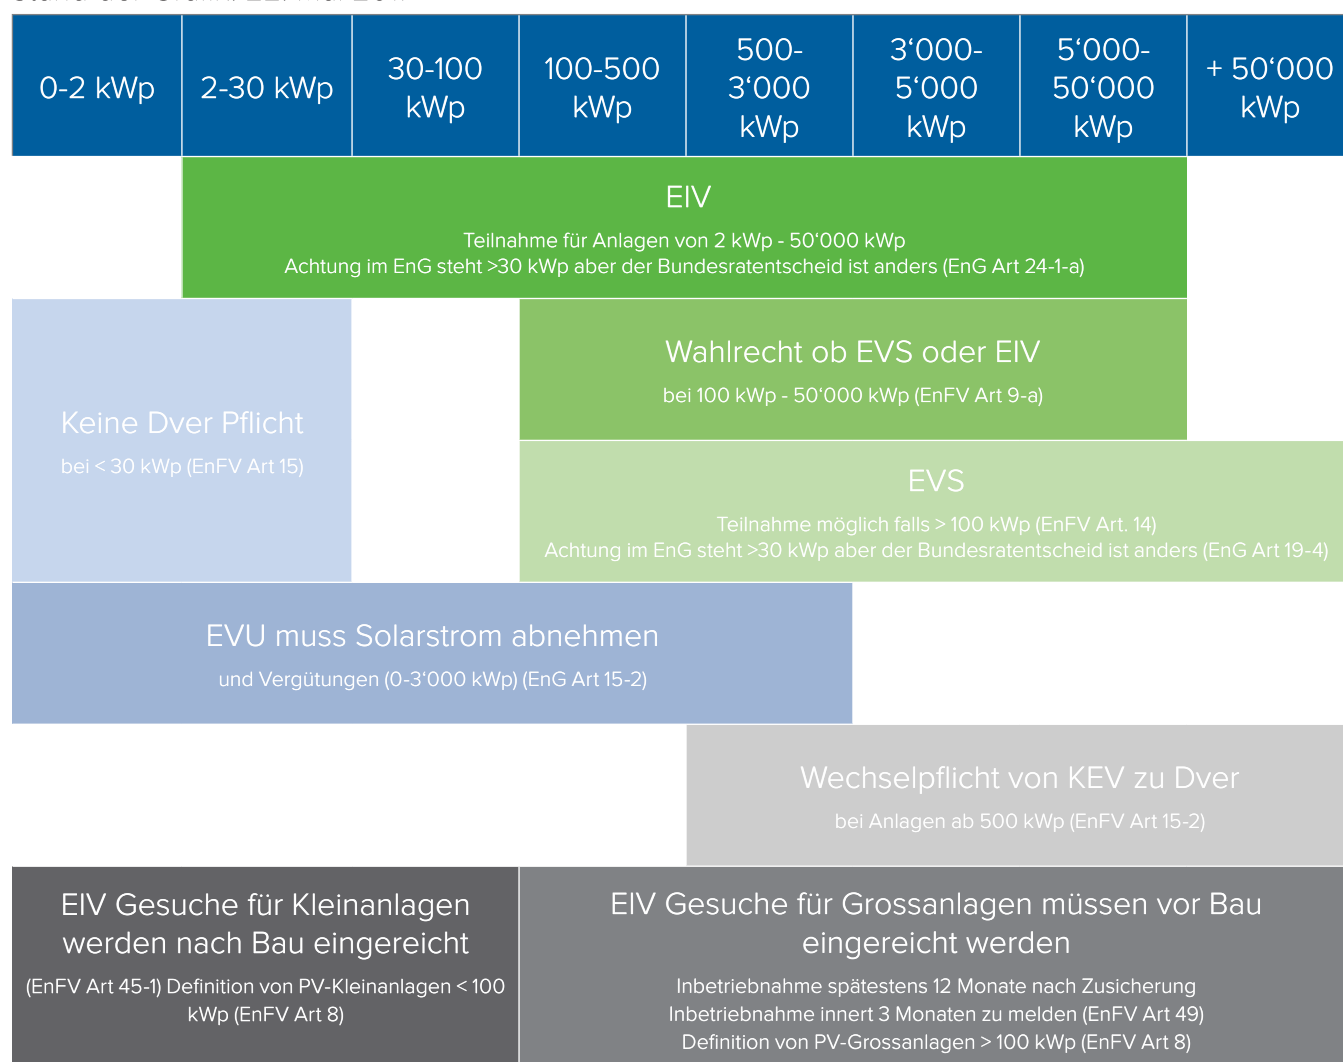 0-2 kWp
2-30 kWp
30-100
kWp
100-500
kWp
500-
3‘000
kWp
3‘000-
5‘000
kWp
5‘000-
50‘000
kWp
+ 50‘000
kWp
EIV
Teilnahme für Anlagen von 2 kWp - 50‘000 kWp
Achtung im EnG steht >30 kWp aber der Bundesratentscheid ist anders (EnG Art 24-1-a)
Keine Dver Pflicht
bei < 30 kWp (EnFV Art 15)
Wahlrecht ob EVS oder EIV
bei 100 kWp - 50‘000 kWp (EnFV Art 9-a)
EVS
Teilnahme möglich falls > 100 kWp (EnFV Art. 14)
Achtung im EnG steht >30 kWp aber der Bundesratentscheid ist anders (EnG Art 19-4)
EVU muss Solarstrom abnehmen
und Vergütungen (0-3‘000 kWp) (EnG Art 15-2)
Wechselpflicht von KEV zu Dver
bei Anlagen ab 500 kWp (EnFV Art 15-2)
EIV Gesuche für Kleinanlagen
werden nach Bau eingereicht
(EnFV Art 45-1) Definition von PV-Kleinanlagen < 100
kWp (EnFV Art 8)
EIV Gesuche für Grossanlagen müssen vor Bau
eingereicht werden
Inbetriebnahme spätestens 12 Monate nach Zusicherung
Inbetriebnahme innert 3 Monaten zu melden (EnFV Art 49)
Definition von PV-Grossanlagen > 100 kWp (EnFV Art 8)